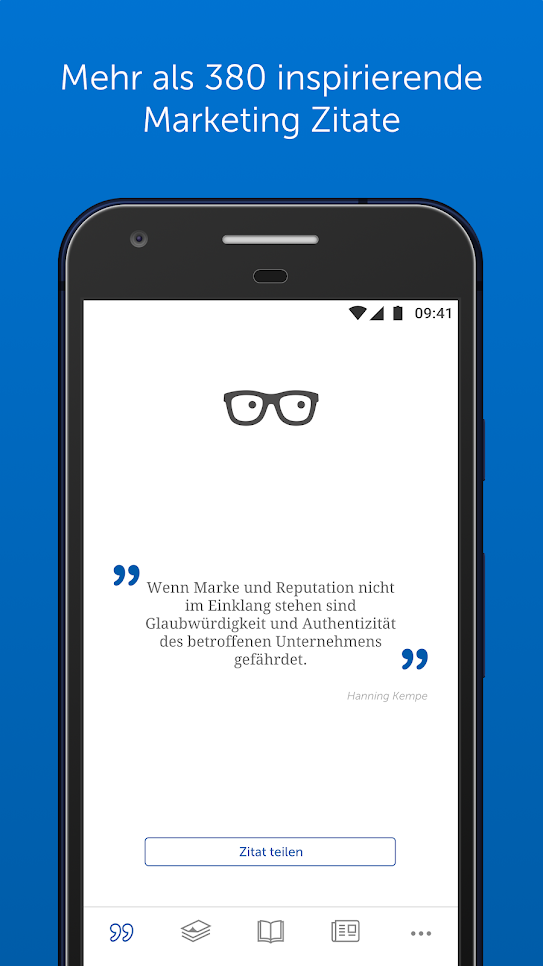 Mehr als 380 inspirierende
Marketing Zitate
09:41
” Wenn Marke und Reputation nicht
im Einklang stehen sind
Glaubwürdigkeit und Authentizität
des betroffenen Unternehmens
gefährdet. ”
Hanning Kempe
Zitat teilen